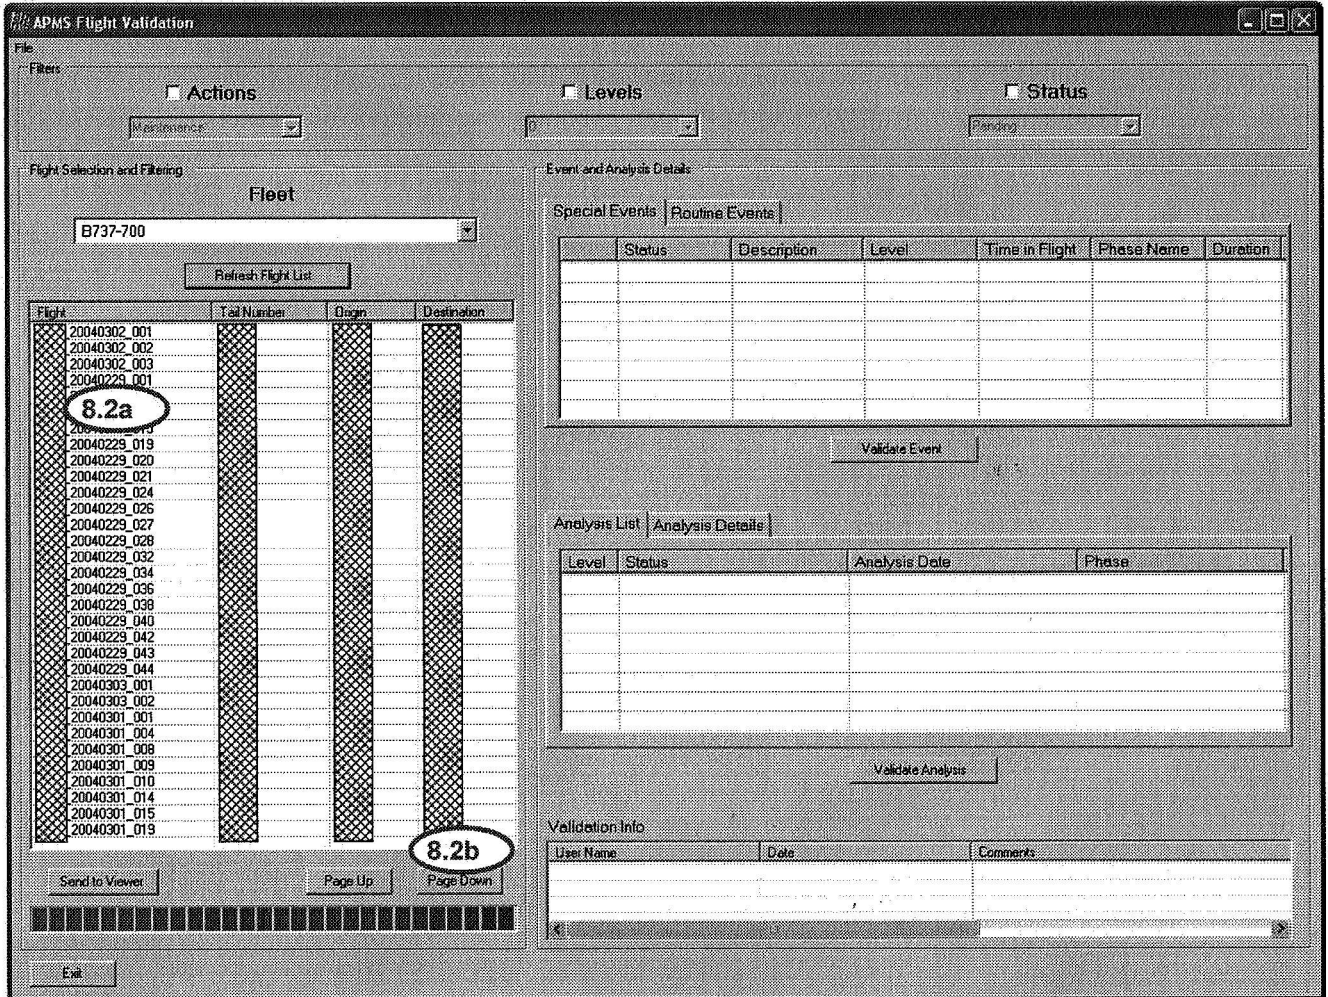 APMS Flight Validation
File
Filters
Actions
Levels
Status
Maintenance
0
Pending
Flight Selection and Filtering
Fleet
B737-700
Refresh Flight List
Flight Tail Number Origin Destination
20040302_001
20040302_002
20040302_003
20040229_001
8.2a
20040229_019
20040229_020
20040229_021
20040229_024
20040229_026
20040229_027
20040229_028
20040229_032
20040229_034
20040229_036
20040229_038
20040229_040
20040229_042
20040229_043
20040229_044
20040303_001
20040303_002
20040301_001
20040301_004
20040301_008
20040301_009
20040301_010
20040301_014
20040301_015
20040301_019
8.2b
Send to Viewer Page Up Page Down
Exit
Event and Analysis Details
Special Events Routine Events
Status Description Level Time in Flight Phase Name Duration
Validate Event
Analysis List Analysis Details
Level Status Analysis Date Phase
Validate Analysis
Validation Info
User Name Date Comments